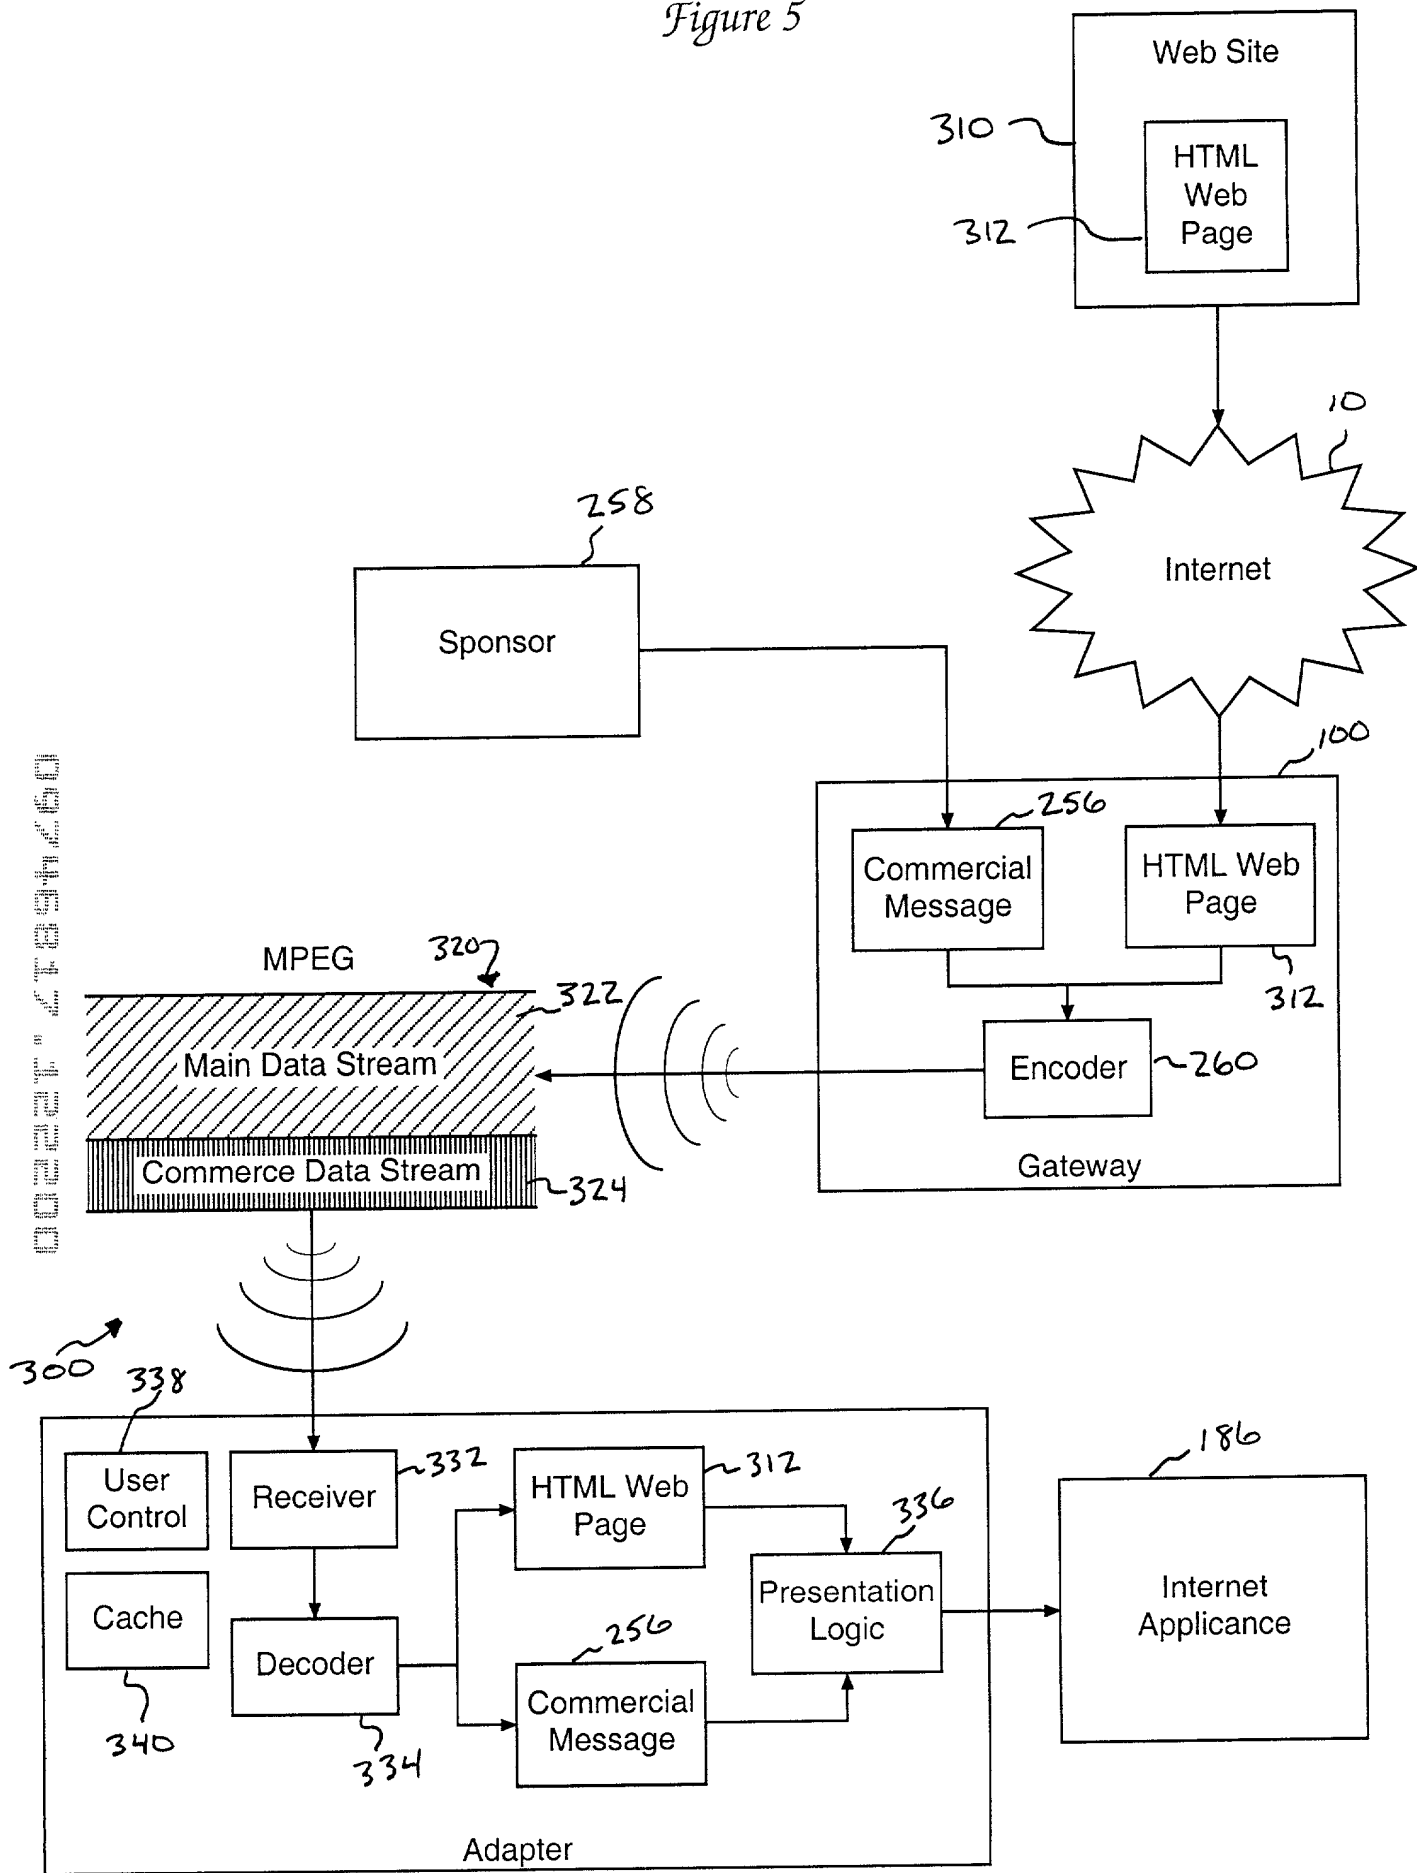 Figure 5
Web Site
310
HTML
Web
Page
312
10
Internet
258
Sponsor
100
256
Commercial
Message
HTML Web
Page
312
MPEG
320
322
Main Data Stream
Encoder
260
Commerce Data Stream
324
Gateway
300
338
User
Control
Receiver
332
HTML Web
Page
312
336
186
Presentation
Logic
Internet
Applicance
Cache
340
Decoder
334
256
Commercial
Message
Adapter